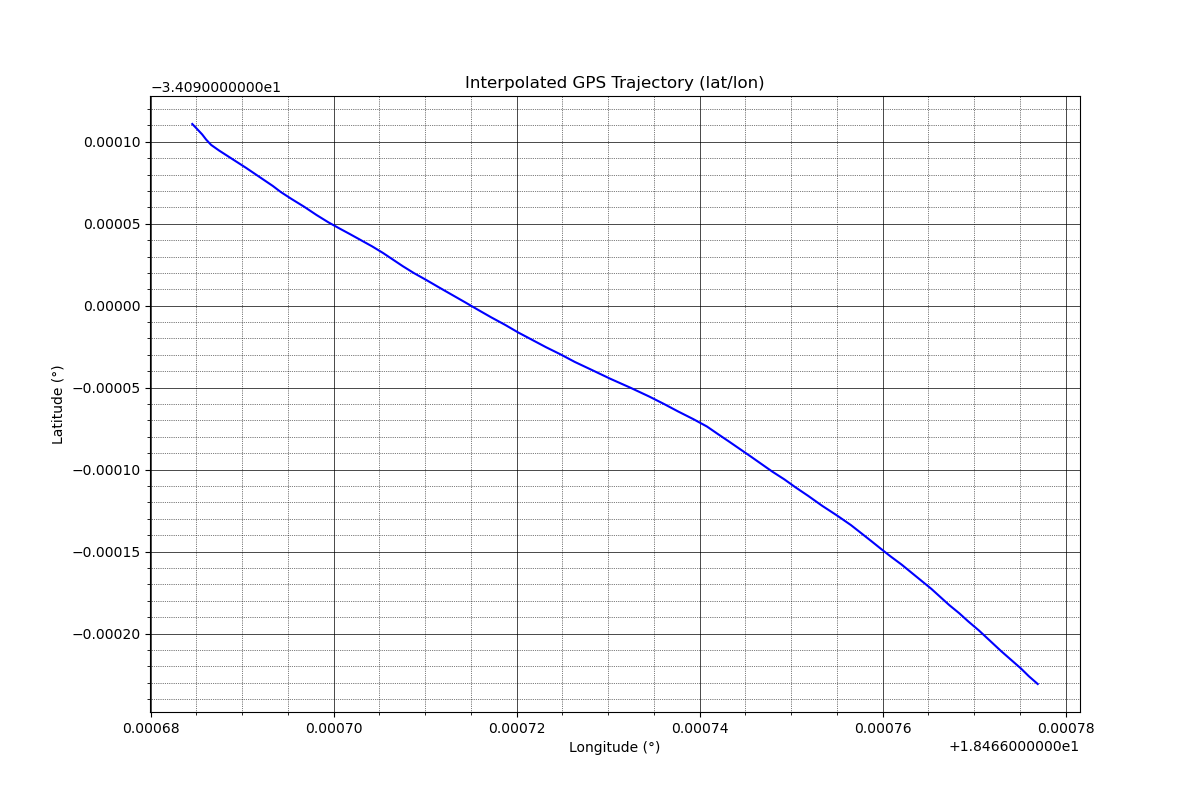 Interpolated GPS Trajectory (lat/lon)
−3.4090000000e1
0.00010
0.00005
0.00000
−0.00005
−0.00010
−0.00015
−0.00020
Latitude (°)
0.00068 0.00070 0.00072 0.00074 0.00076 0.00078
Longitude (°)
+1.8466000000e1